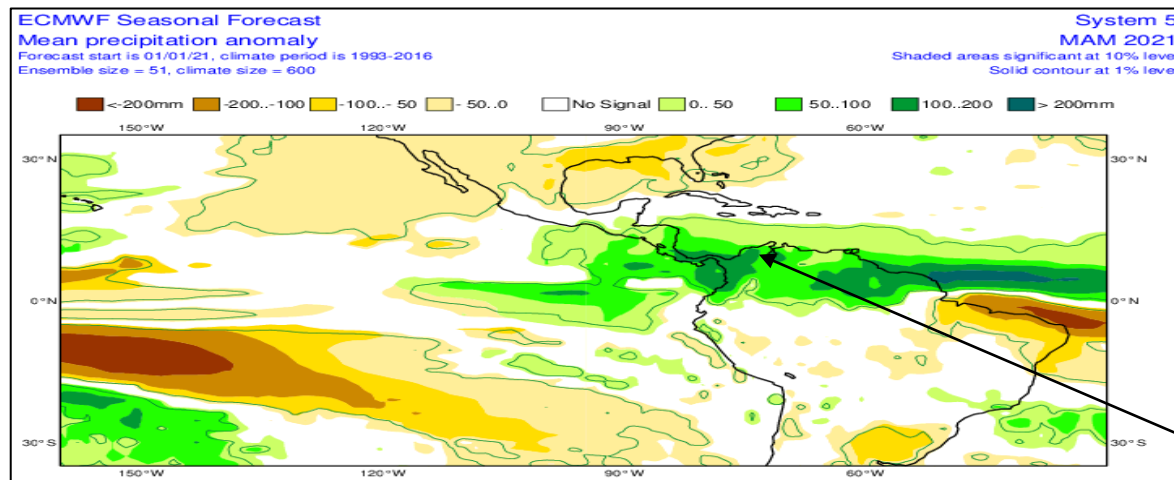 ECMWF Seasonal Forecast
System 5
Mean precipitation anomaly
MAM 2021
Forecast start is 01/01/21, climate period is 1993-2016
Shaded areas significant at 10% level
Ensemble size = 51, climate size = 600
Solid contour at 1% level
<-200mm -200..-100 -100..- 50 - 50..0 No Signal 0.. 50 50..100 100..200 > 200mm
150°W 120°W 90°W 60°W
30°N 30°N
0°N 0°N
30°S 30°S
150°W 120°W 90°W 60°W